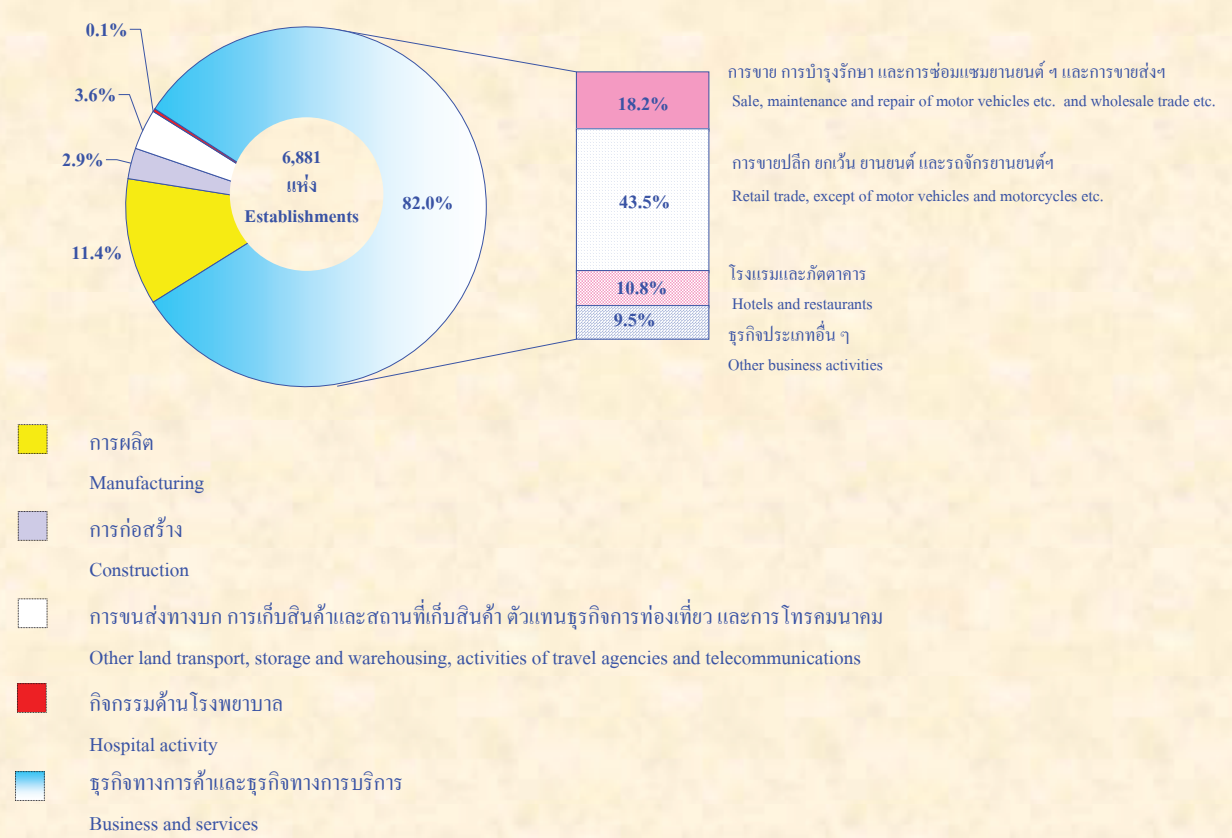 0.1%
3.6%
2.9%
11.4%
6,881
แห่ง
Establishments
82.0%
18.2%
43.5%
10.8%
9.5%
การขาย การบำรุงรักษา และการซ่อมแซมยานยนต์ ฯ และการขายส่งฯ
Sale, maintenance and repair of motor vehicles etc. and wholesale trade etc.
การขายปลีก ยกเว้น ยานยนต์ และรถจักรยานยนต์ฯ
Retail trade, except of motor vehicles and motorcycles etc.
โรงแรมและภัตตาคาร
Hotels and restaurants
ธุรกิจประเภทอื่น ๆ
Other business activities
การผลิต
Manufacturing
การก่อสร้าง
Construction
การขนส่งทางบก การเก็บสินค้าและสถานที่เก็บสินค้า ตัวแทนธุรกิจการท่องเที่ยว และการโทรคมนาคม
Other land transport, storage and warehousing, activities of travel agencies and telecommunications
กิจกรรมด้านโรงพยาบาล
Hospital activity
ธุรกิจทางการค้าและธุรกิจทางการบริการ
Business and services